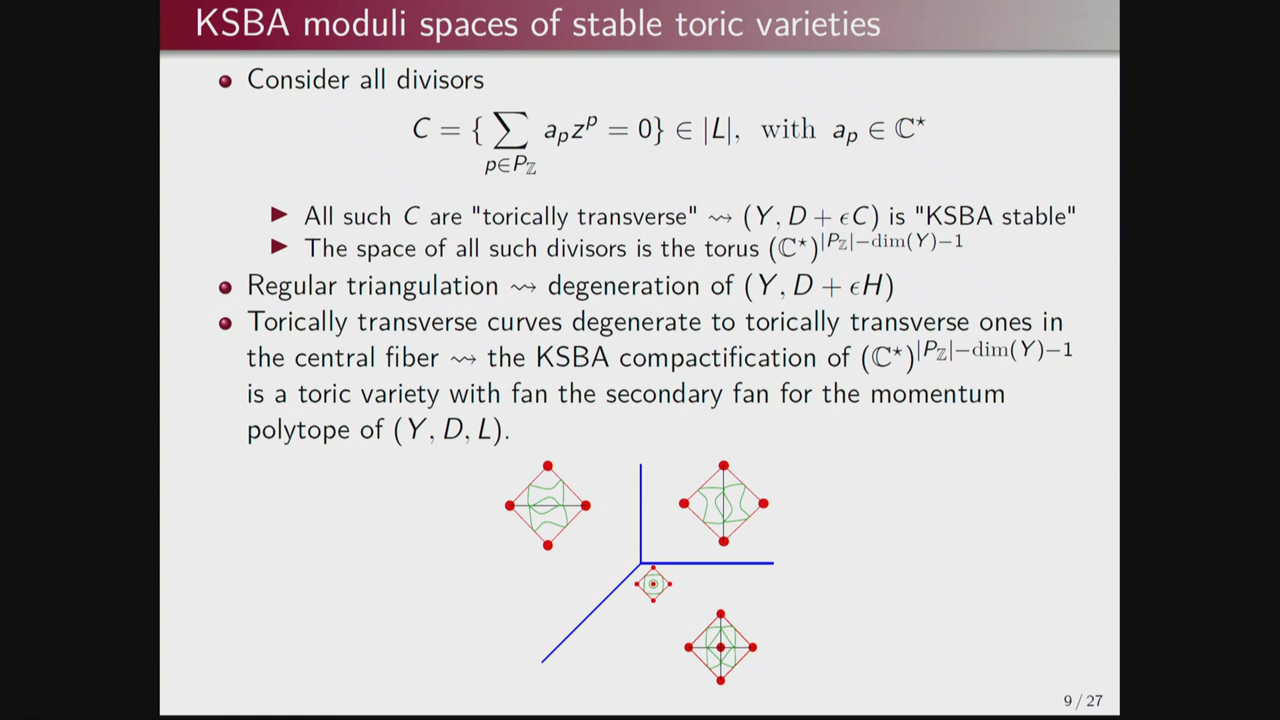 KSBA moduli spaces of stable toric varieties
Consider all divisors
C = { ∑_{p∈P_ℤ} a_p z^p = 0} ∈ |L|, with a_p ∈ ℂ*
All such C are "torically transverse" ⇝ (Y, D + ϵC) is "KSBA stable"
The space of all such divisors is the torus (ℂ*)^{|P_ℤ|−dim(Y)−1}
Regular triangulation ⇝ degeneration of (Y, D + ϵH)
Torically transverse curves degenerate to torically transverse ones in
the central fiber ⇝ the KSBA compactification of (ℂ*)^{|P_ℤ|−dim(Y)−1}
is a toric variety with fan the secondary fan for the momentum
polytope of (Y, D, L).
9 / 27